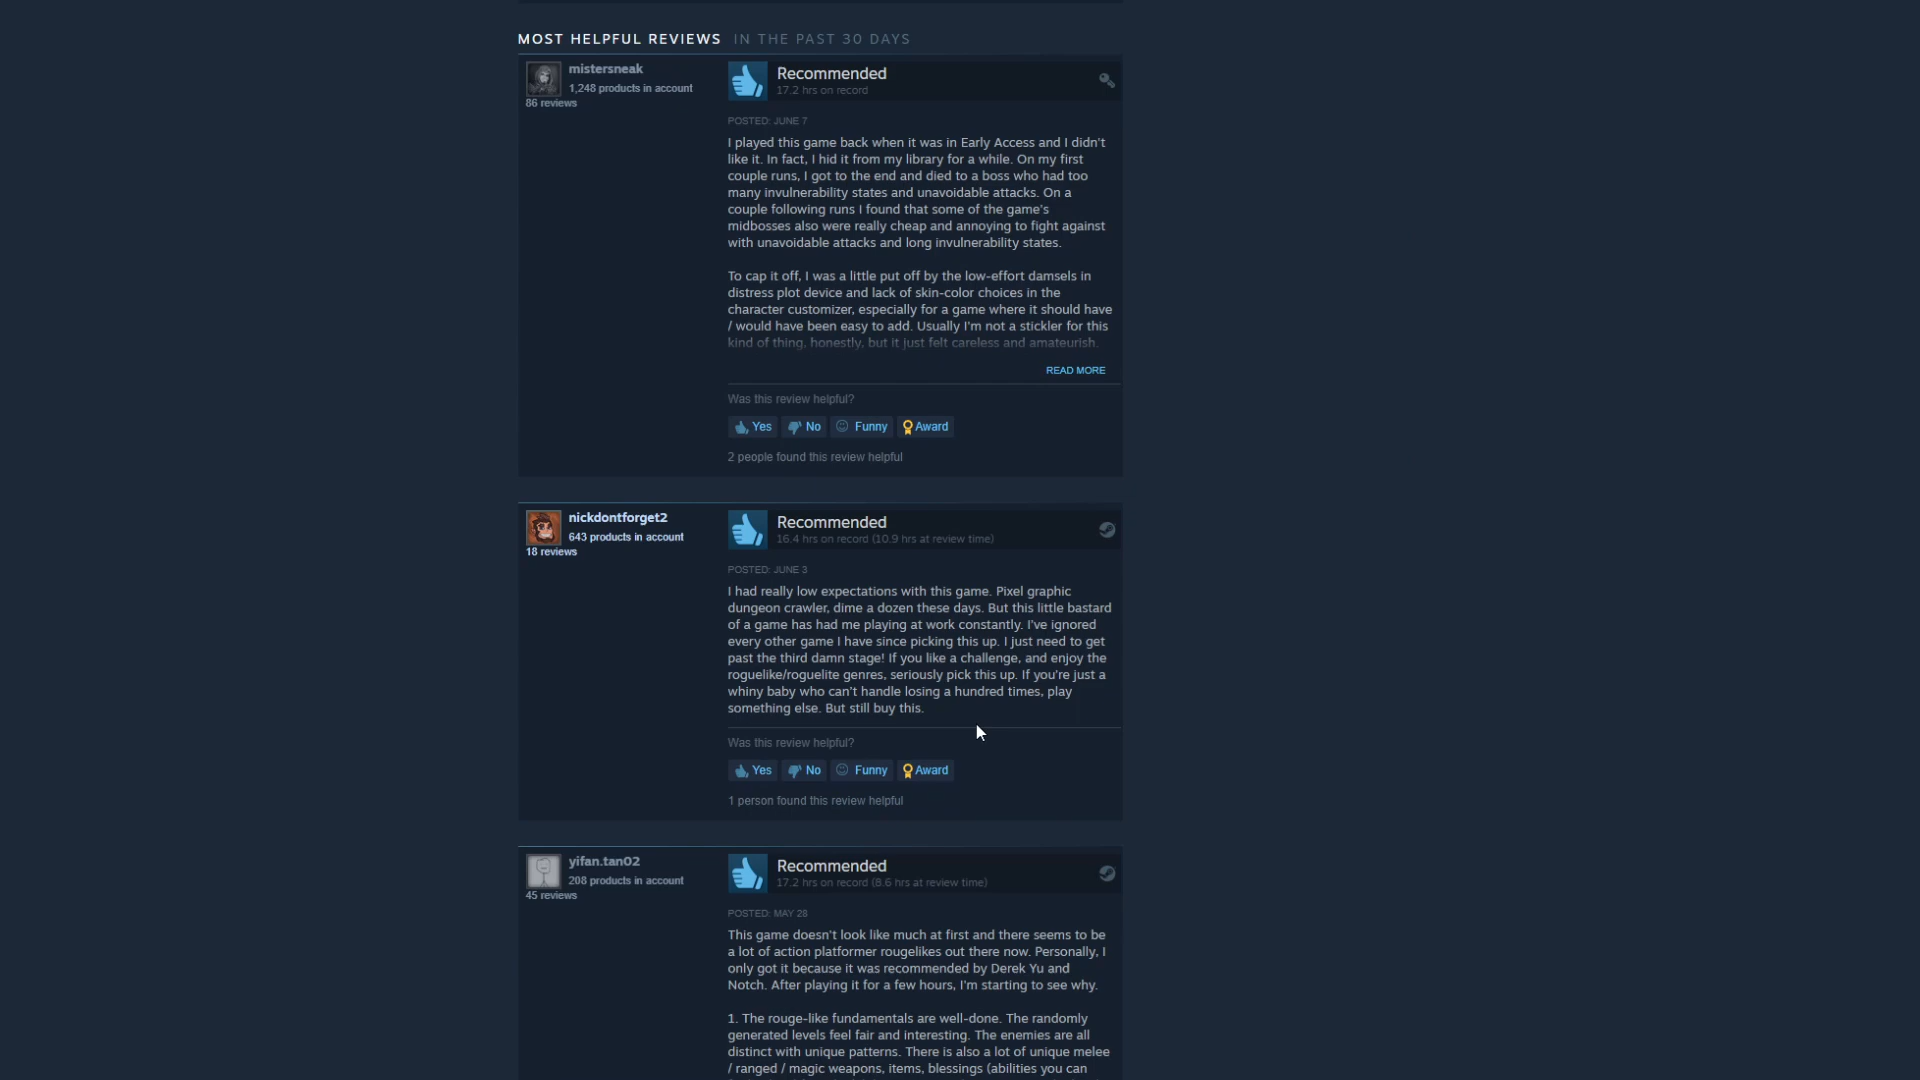 MOST HELPFUL REVIEWS IN THE PAST 30 DAYS
mistersneak
1,248 products in account
86 reviews
Recommended
17.2 hrs on record
POSTED: JUNE 7
I played this game back when it was in Early Access and I didn't
like it. In fact, I hid it from my library for a while. On my first
couple runs, I got to the end and died to a boss who had too
many invulnerability states and unavoidable attacks. On a
couple following runs I found that some of the game's
midbosses also were really cheap and annoying to fight against
with unavoidable attacks and long invulnerability states.
To cap it off, I was a little put off by the low-effort damsels in
distress plot device and lack of skin-color choices in the
character customizer, especially for a game where it should have
/ would have been easy to add. Usually I'm not a stickler for this
kind of thing, honestly, but it just felt careless and amateurish.
READ MORE
Was this review helpful?
Yes No Funny Award
2 people found this review helpful
nickdontforget2
643 products in account
18 reviews
Recommended
16.4 hrs on record (10.9 hrs at review time)
POSTED: JUNE 3
I had really low expectations with this game. Pixel graphic
dungeon crawler, dime a dozen these days. But this little bastard
of a game has had me playing at work constantly. I've ignored
every other game I have since picking this up. I just need to get
past the third damn stage! If you like a challenge, and enjoy the
roguelike/roguelite genres, seriously pick this up. If you're just a
whiny baby who can't handle losing a hundred times, play
something else. But still buy this.
Was this review helpful?
Yes No Funny Award
1 person found this review helpful
yifan.tan02
208 products in account
45 reviews
Recommended
17.2 hrs on record (8.6 hrs at review time)
POSTED: MAY 28
This game doesn't look like much at first and there seems to be
a lot of action platformer rougelikes out there now. Personally, I
only got it because it was recommended by Derek Yu and
Notch. After playing it for a few hours, I'm starting to see why.
1. The rouge-like fundamentals are well-done. The randomly
generated levels feel fair and interesting. The enemies are all
distinct with unique patterns. There is also a lot of unique melee
/ ranged / magic weapons, items, blessings (abilities you can